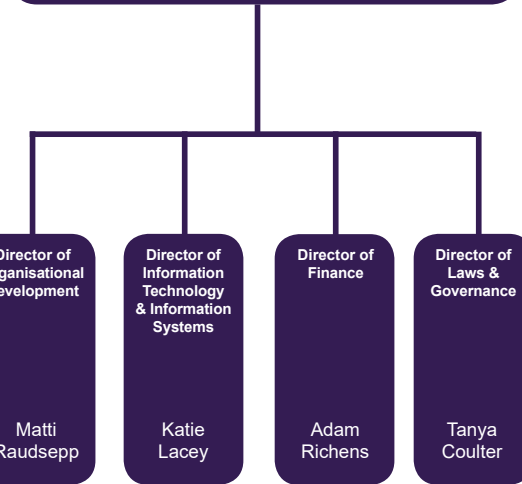 Director of
ganisational
evelopment
Matti
Raudsepp
Director of
Information
Technology
& Information
Systems
Katie
Lacey
Director of
Finance
Adam
Richens
Director of
Laws &
Governance
Tanya
Coulter